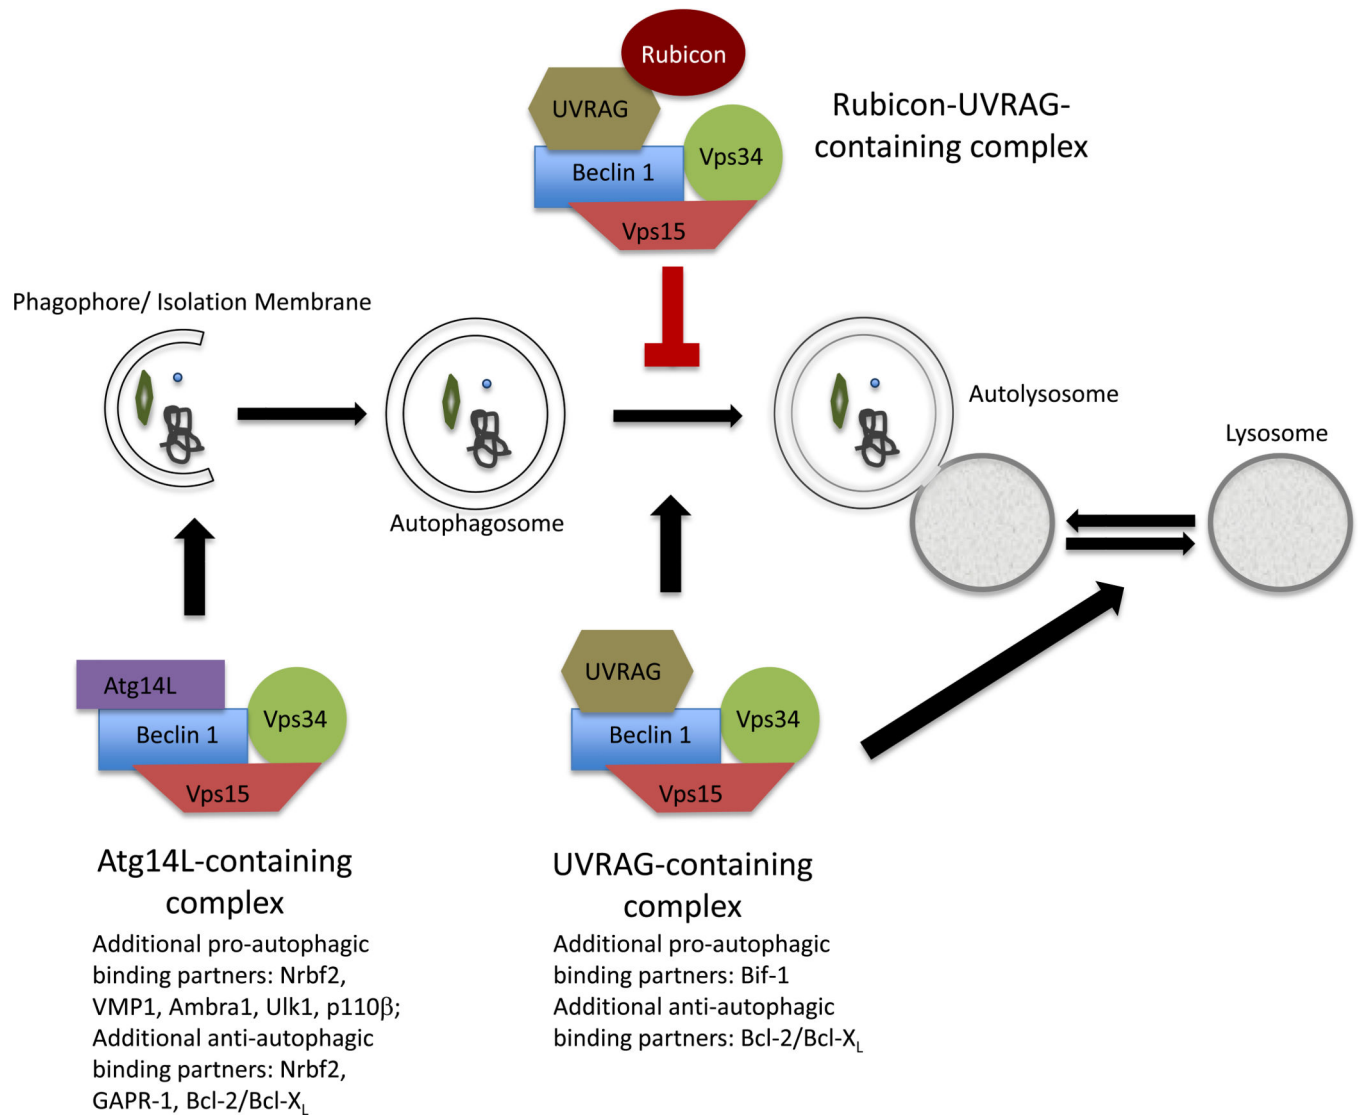 Rubicon
UVRAG
Vps34
Beclin 1
Vps15
Rubicon-UVRAG-
containing complex
Phagophore/ Isolation Membrane
Autophagosome
Autolysosome
Lysosome
Atg14L
Vps34
Beclin 1
Vps15
UVRAG
Vps34
Beclin 1
Vps15
Atg14L-containing
complex
Additional pro-autophagic
binding partners: Nrbf2,
VMP1, Ambra1, Ulk1, p110β;
Additional anti-autophagic
binding partners: Nrbf2,
GAPR-1, Bcl-2/Bcl-X_L
UVRAG-containing
complex
Additional pro-autophagic
binding partners: Bif-1
Additional anti-autophagic
binding partners: Bcl-2/Bcl-X_L